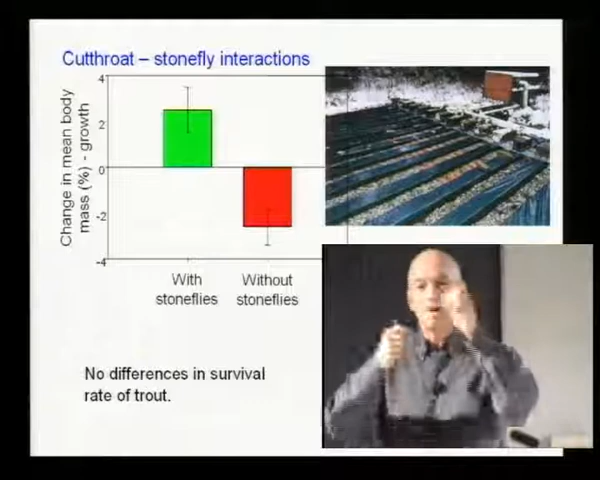 Cutthroat – stonefly interactions
Change in mean body
mass (%) - growth
4
2
0
-2
-4
With
stoneflies
Without
stoneflies
No differences in survival
rate of trout.